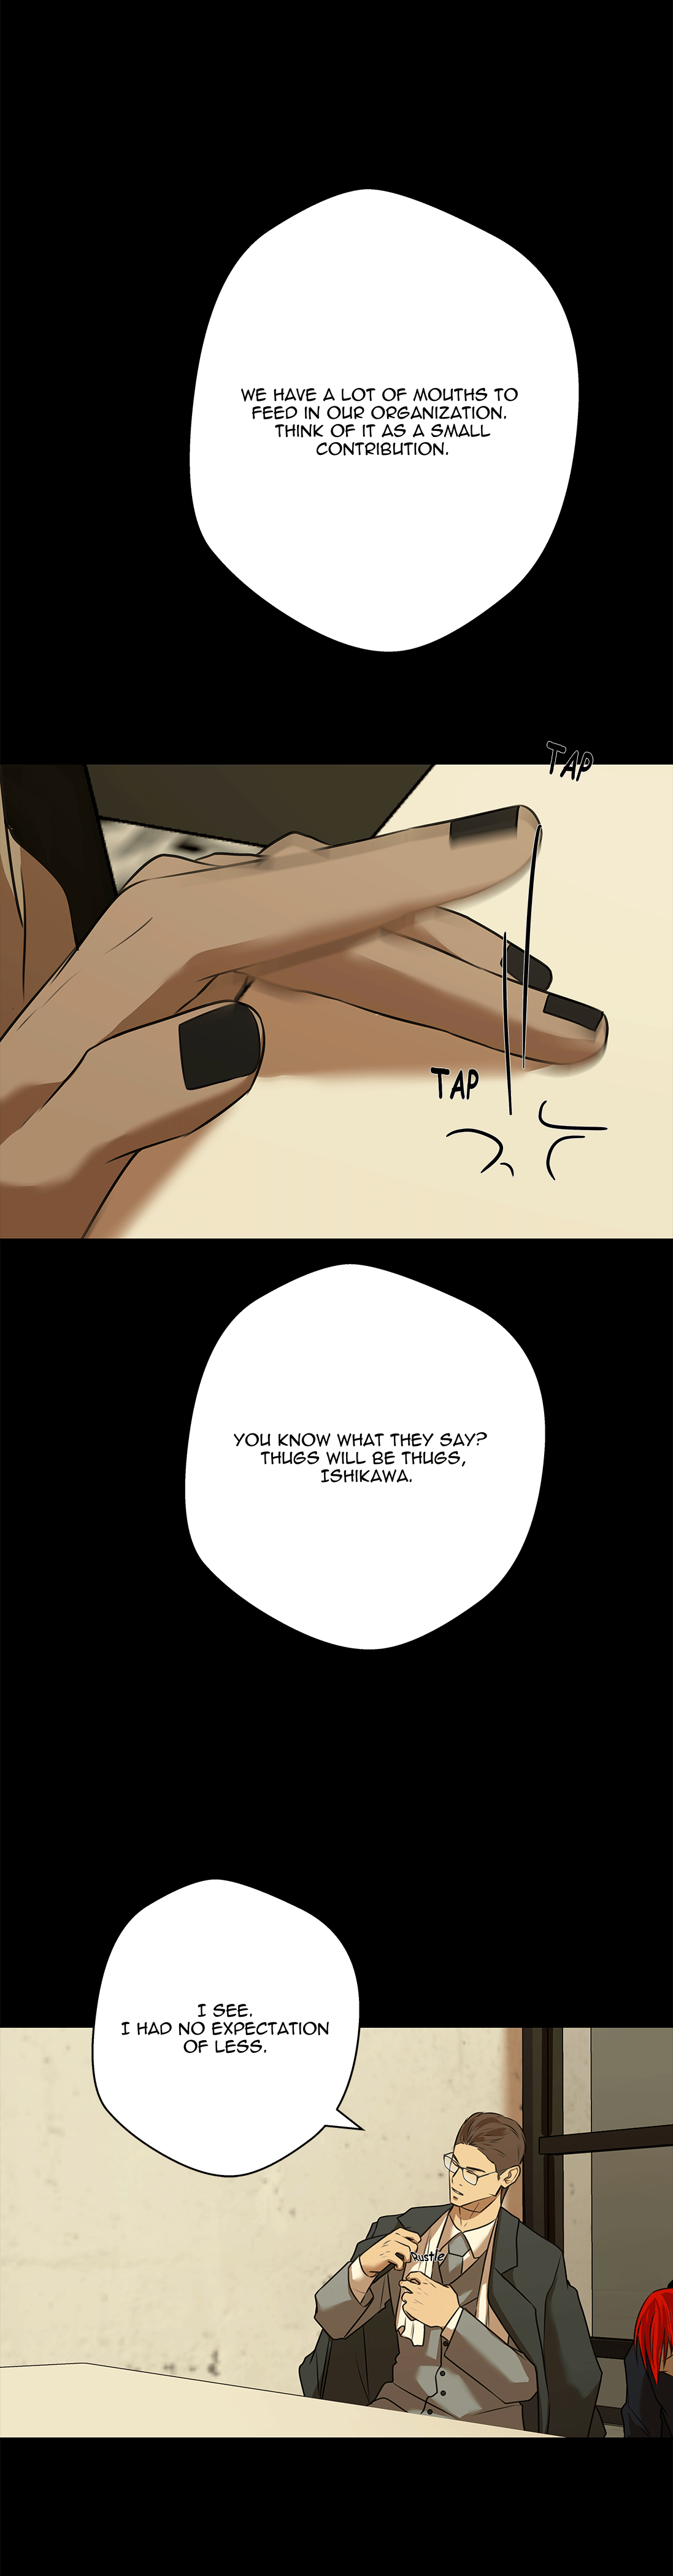 WE HAVE A LOT OF MOUTHS TO
FEED IN OUR ORGANIZATION.
THINK OF IT AS A SMALL
CONTRIBUTION.
TAP
TAP
YOU KNOW WHAT THEY SAY?
THUGS WILL BE THUGS,
ISHIKAWA.
I SEE.
I HAD NO EXPECTATION
OF LESS.
Rustle